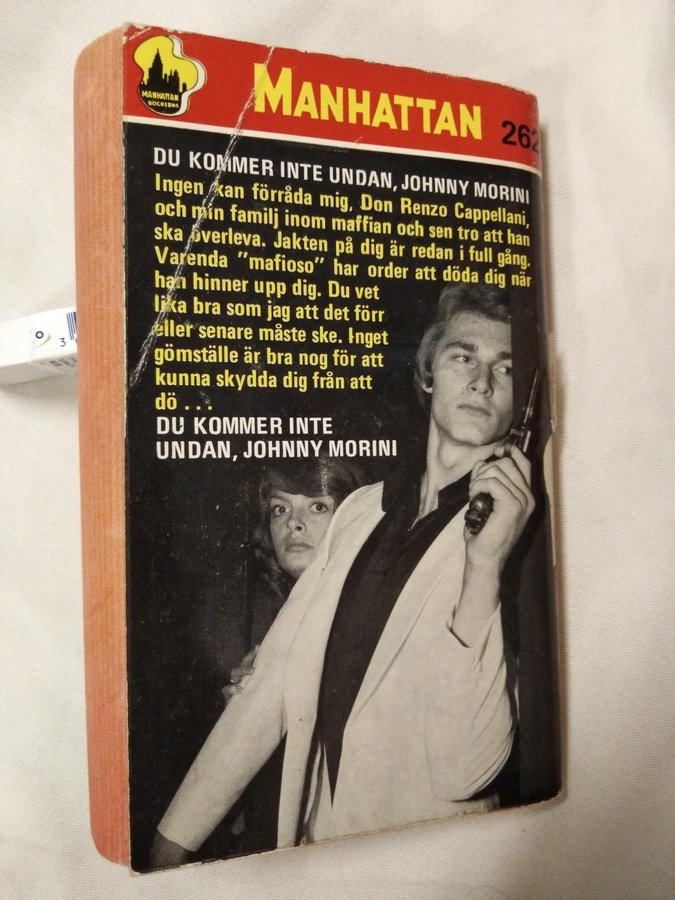 MANHATTAN
BÖCKERNA
MANHATTAN
262
DU KOMMER INTE UNDAN, JOHNNY MORINI
Ingen kan förråda mig, Don Renzo Cappellani,
och min familj inom maffian och sen tro att han
ska överleva. Jakten på dig är redan i full gång.
Varenda "mafioso" har order att döda dig när
han hinner upp dig. Du vet
lika bra som jag att det förr
eller senare måste ske. Inget
gömställe är bra nog för att
kunna skydda dig från att
dö . . .
DU KOMMER INTE
UNDAN, JOHNNY MORINI
3